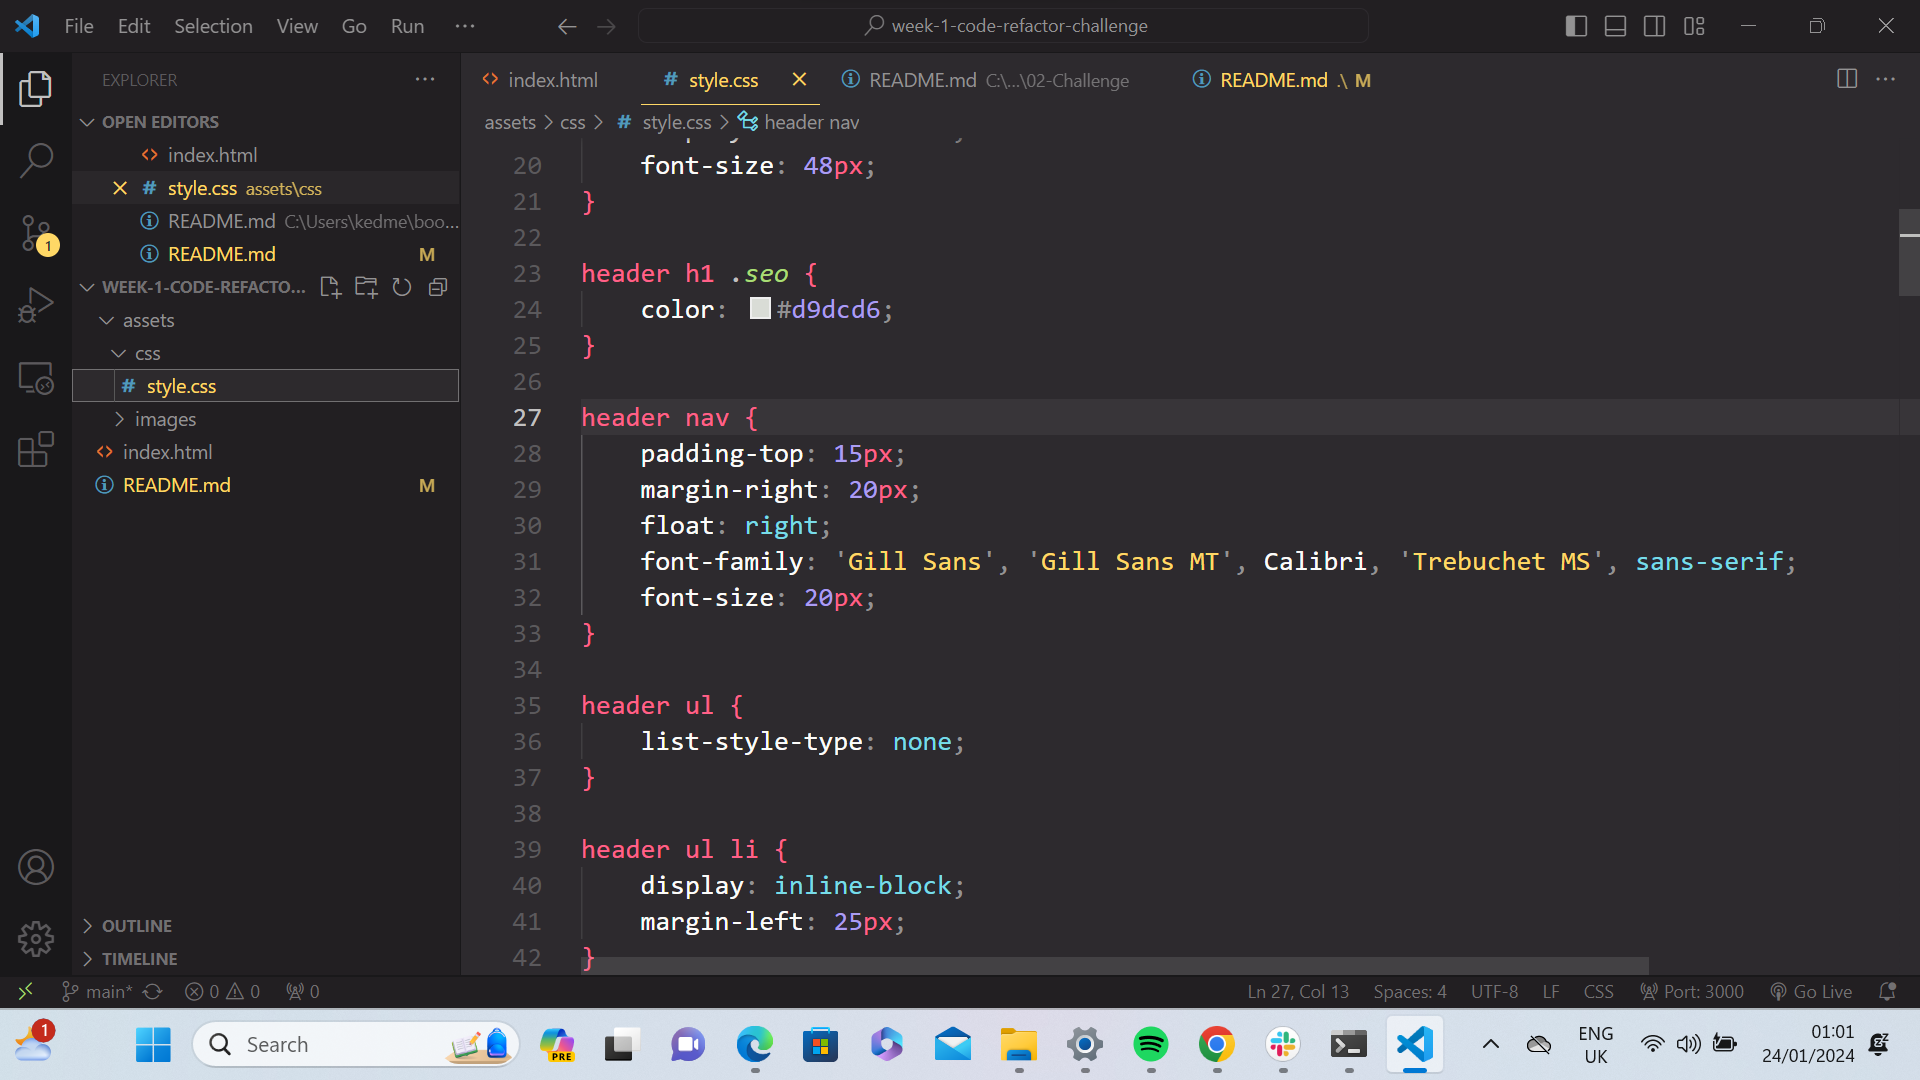 File Edit Selection View Go Run ···
week-1-code-refactor-challenge
EXPLORER
index.html
style.css
README.md C:\...\02-Challenge
README.md .\ M
OPEN EDITORS
index.html
style.css assets\css
README.md C:\Users\kedme\boo...
README.md M
WEEK-1-CODE-REFACTO...
assets
css
style.css
images
index.html
README.md M
OUTLINE
TIMELINE
1
assets > css > # style.css > header nav
20 font-size: 48px;
21 }
22
23 header h1 .seo {
24 color: #d9dcd6;
25 }
26
27 header nav {
28 padding-top: 15px;
29 margin-right: 20px;
30 float: right;
31 font-family: 'Gill Sans', 'Gill Sans MT', Calibri, 'Trebuchet MS', sans-serif;
32 font-size: 20px;
33 }
34
35 header ul {
36 list-style-type: none;
37 }
38
39 header ul li {
40 display: inline-block;
41 margin-left: 25px;
42 }
main* 0 0 0
Ln 27, Col 13 Spaces: 4 UTF-8 LF CSS Port: 3000 Go Live
1
Search
PRE
ENG
UK
01:01
24/01/2024